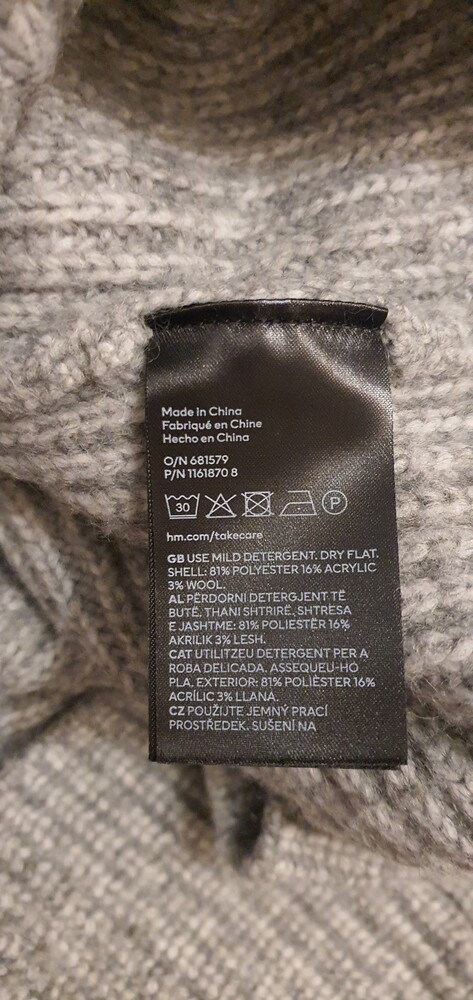 Made in China
Fabriqué en Chine
Hecho en China
O/N 681579
P/N 1161870 8
30
P
hm.com/takecare
GB USE MILD DETERGENT. DRY FLAT.
SHELL: 81% POLYESTER 16% ACRYLIC
3% WOOL.
AL PËRDORNI DETERGJENT TË
BUTË. THANI SHTRIRË. SHTRESA
E JASHTME: 81% POLIESTËR 16%
AKRILIK 3% LESH.
CAT UTILITZEU DETERGENT PER A
ROBA DELICADA. ASSEQUEU-HO
PLA. EXTERIOR: 81% POLIÈSTER 16%
ACRÍLIC 3% LLANA.
CZ POUŽIJTE JEMNÝ PRACÍ
PROSTŘEDEK. SUŠENÍ NA